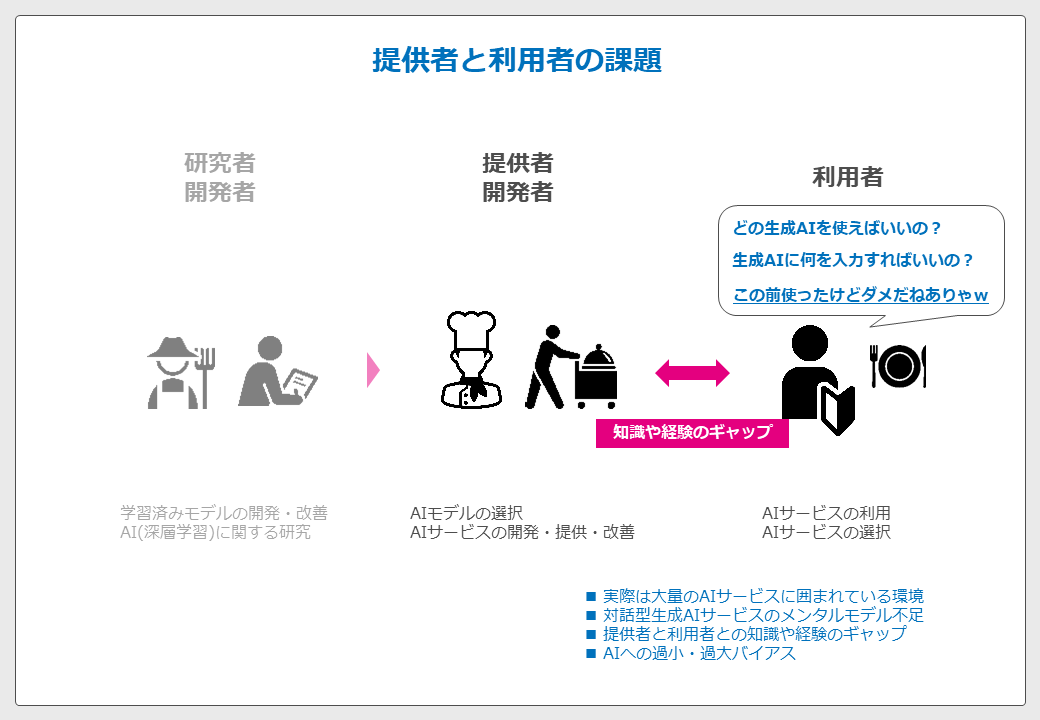 提供者と利用者の課題
研究者
開発者
提供者
開発者
利用者
どの生成AIを使えばいいの？
生成AIに何を入力すればいいの？
この前使ったけどダメだねありゃｗ
知識や経験のギャップ
学習済みモデルの開発・改善
AI(深層学習)に関する研究
AIモデルの選択
AIサービスの開発・提供・改善
AIサービスの利用
AIサービスの選択
■ 実際は大量のAIサービスに囲まれている環境
■ 対話型生成AIサービスのメンタルモデル不足
■ 提供者と利用者との知識や経験のギャップ
■ AIへの過小・過大バイアス